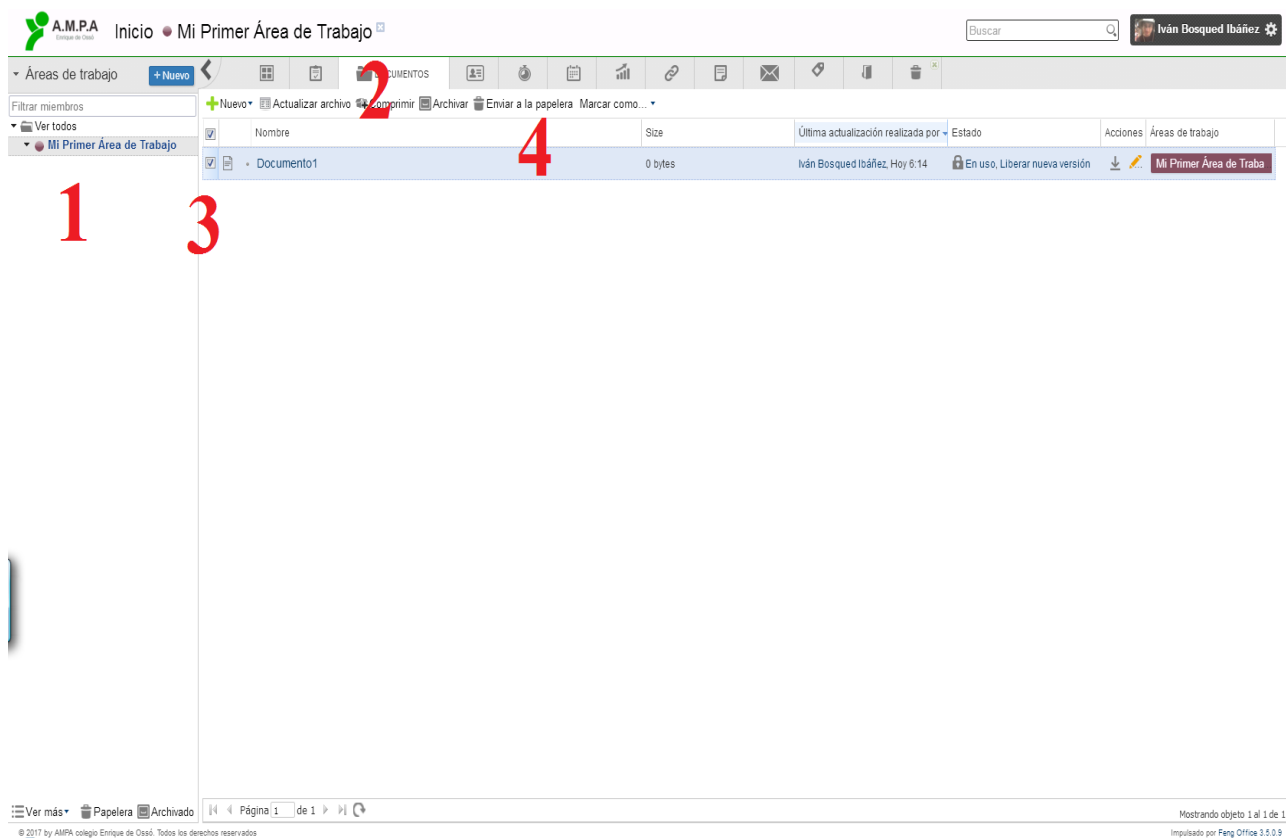 A.M.P.A
Enrique de Ossó
Inicio Mi Primer Área de Trabajo
Buscar
Iván Bosqued Ibáñez
Áreas de trabajo
+Nuevo
DOCUMENTOS
2
Filtrar miembros
Nuevo Actualizar archivo Comprimir Archivar Enviar a la papelera Marcar como...
Ver todos
Mi Primer Área de Trabajo
Nombre Size Última actualización realizada por Estado Acciones Áreas de trabajo
4
Documento1 0 bytes Iván Bosqued Ibáñez, Hoy 6:14 En uso, Liberar nueva versión Mi Primer Área de Traba
1
3
Ver más Papelera Archivado
Página 1 de 1
Mostrando objeto 1 al 1 de 1
© 2017 by AMPA colegio Enrique de Ossó. Todos los derechos reservados
Impulsado por Feng Office 3.5.0.9